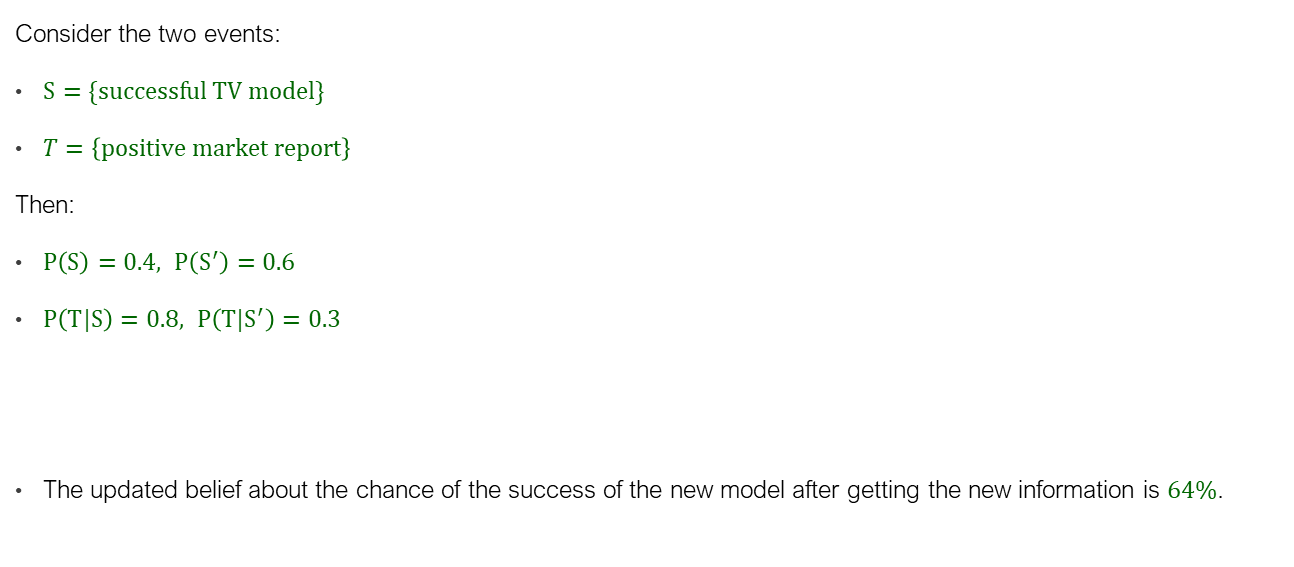 Consider the two events:
• S = {successful TV model}
• T = {positive market report}
Then:
• P(S) = 0.4, P(S′) = 0.6
• P(T|S) = 0.8, P(T|S′) = 0.3
• The updated belief about the chance of the success of the new model after getting the new information is 64%.